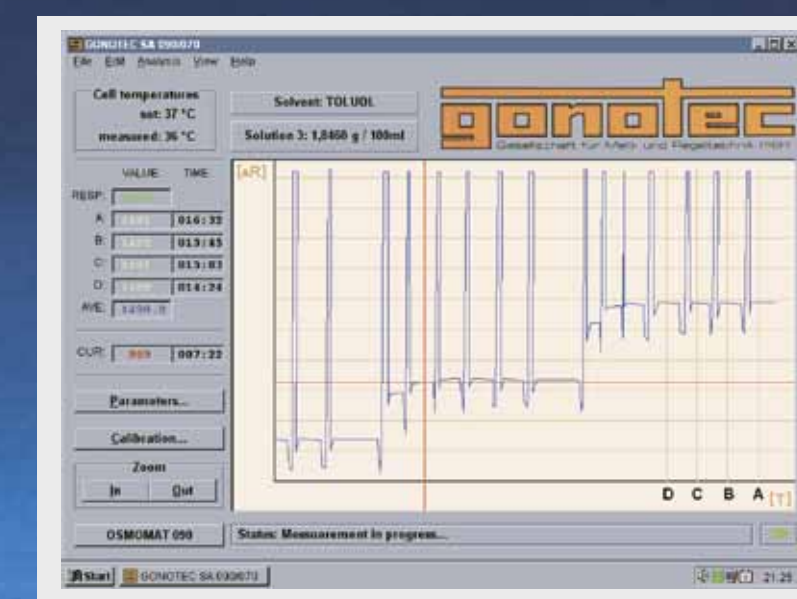 GONOTEC SA 090/070
File Edit Analysis View Help
Cell temperatures
set: 37 °C
measured: 36 °C
Solvent: TOLUOL
Solution 3: 1,8460 g / 100ml
gonotec
Gesellschaft für Meß- und Regeltechnik mbH
VALUE TIME
RESP:
A: 016:33
B: 015:45
C: 015:03
D: 014:24
AVE:
CUR: 007:22
[ΔR]
Parameters...
Calibration...
Zoom
In Out
D C B A [T]
OSMOMAT 090
Status: Measurement in progress...
Start GONOTEC SA 090/070 21:25